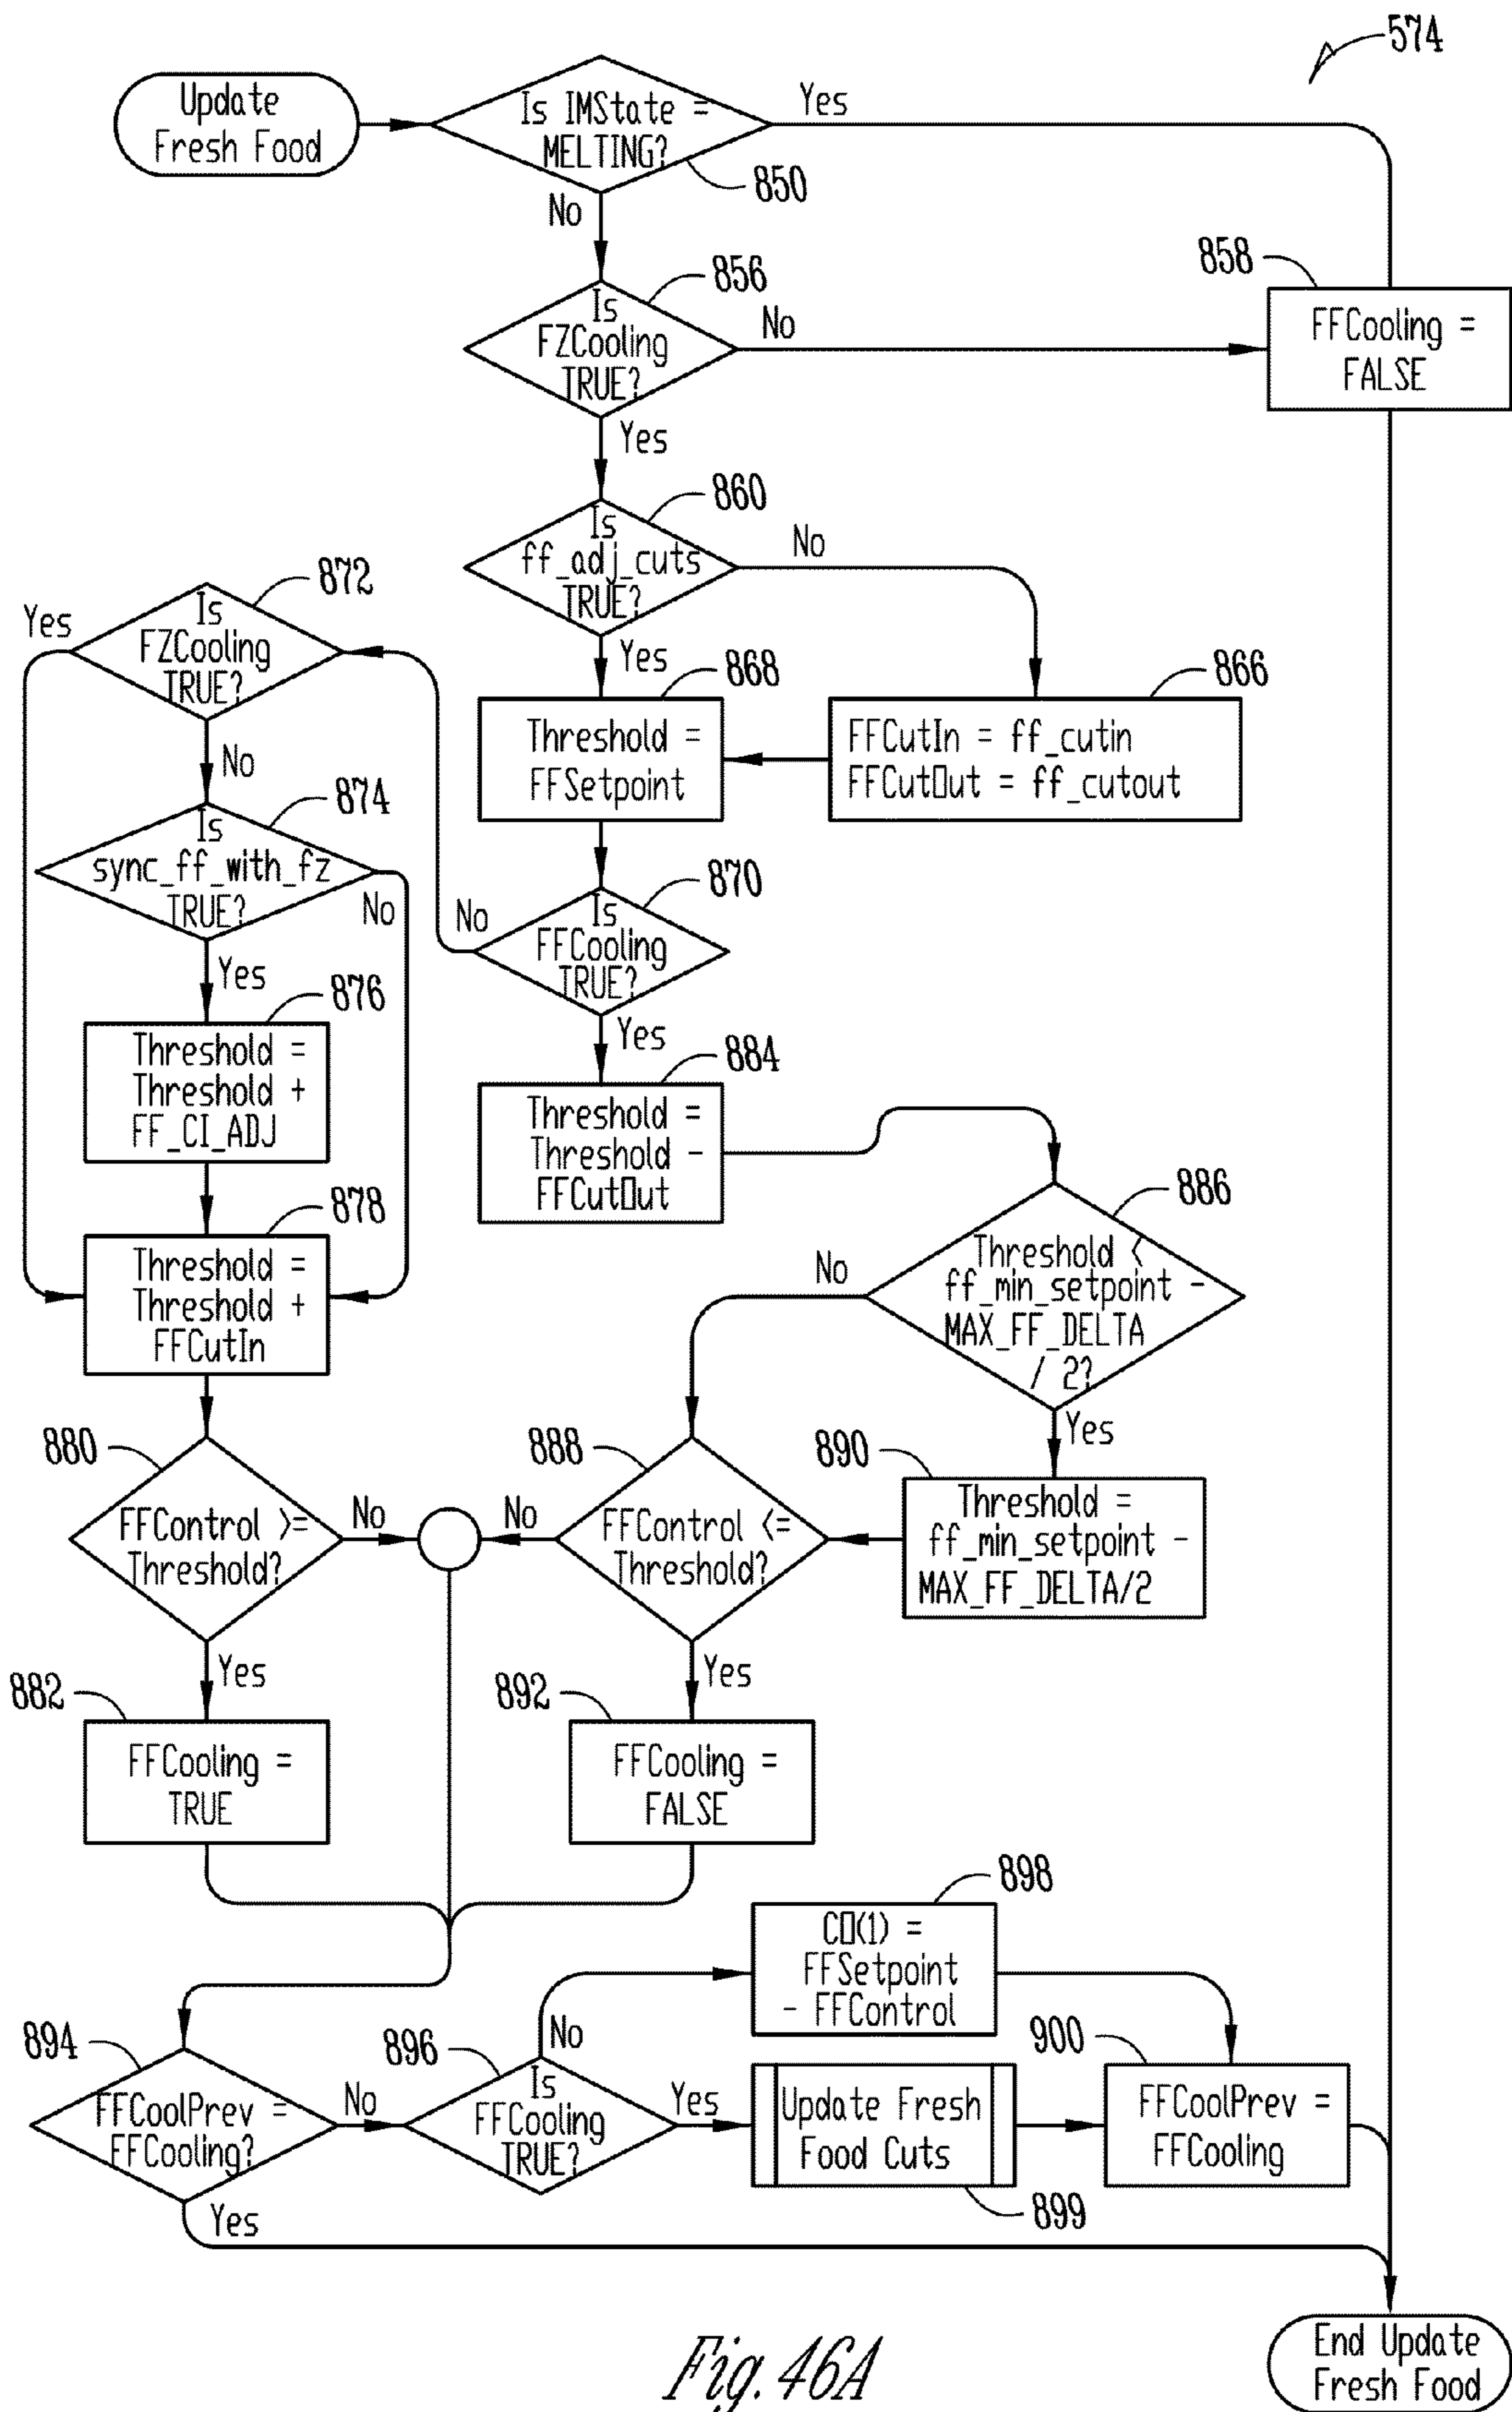 574
Update
Fresh Food
Is IMState =
MELTING?
Yes
850
No
856
Is
FZCooling
TRUE?
No
858
FFCooling =
FALSE
Yes
860
Is
ff_adj_cuts
TRUE?
No
872
Is
FZCooling
TRUE?
Yes
Yes
868
866
Threshold =
FFSetpoint
FFCutIn = ff_cutin
FFCutOut = ff_cutout
No
874
Is
sync_ff_with_fz
TRUE?
No
870
Is
FFCooling
TRUE?
No
Yes
876
Threshold =
Threshold +
FF_CI_ADJ
Yes
884
Threshold =
Threshold -
FFCutOut
878
Threshold =
Threshold +
FFCutIn
886
Threshold <
ff_min_setpoint -
MAX_FF_DELTA
/ 2?
No
Yes
880
FFControl >=
Threshold?
No
888
FFControl <=
Threshold?
No
890
Threshold =
ff_min_setpoint -
MAX_FF_DELTA/2
Yes
882
FFCooling =
TRUE
Yes
892
FFCooling =
FALSE
898
CO(1) =
FFSetpoint
- FFControl
894
FFCoolPrev =
FFCooling?
No
896
Is
FFCooling
TRUE?
No
Yes
Update Fresh
Food Cuts
899
900
FFCoolPrev =
FFCooling
Yes
End Update
Fresh Food
Fig. 46A